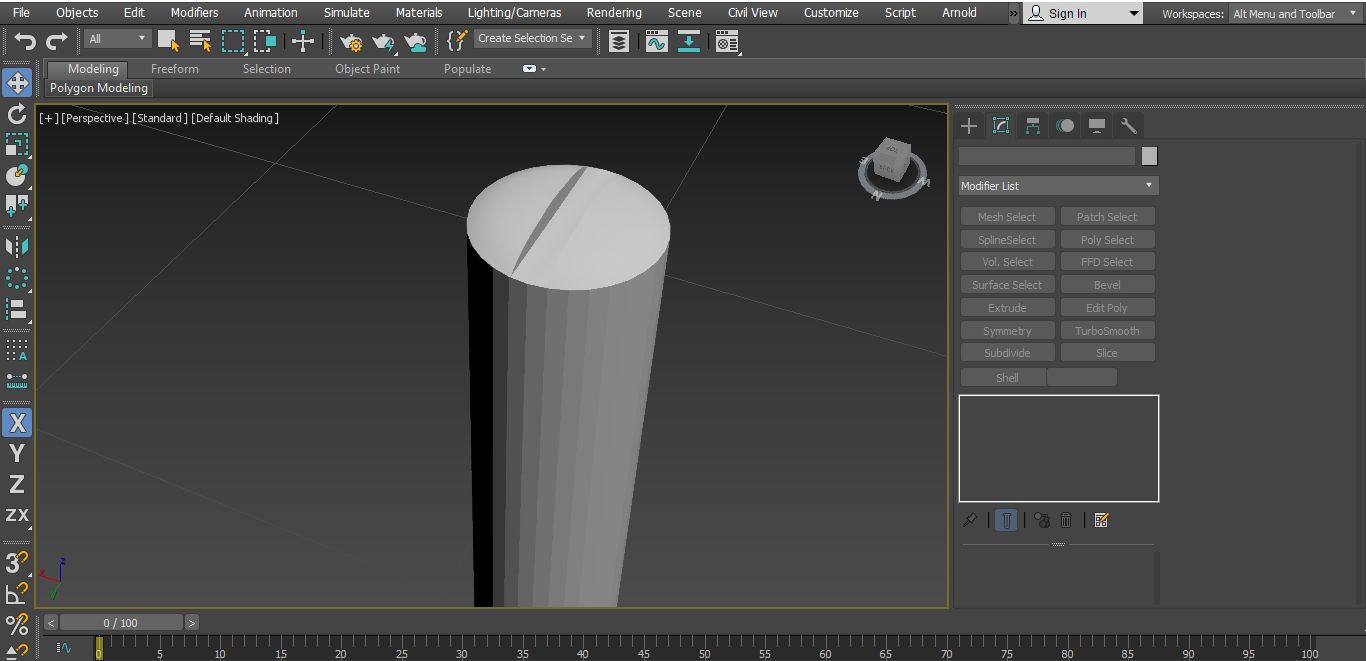 File Objects Edit Modifiers Animation Simulate Materials Lighting/Cameras Rendering Scene Civil View Customize Script Arnold » Sign In Workspaces: Alt Menu and Toolbar
All Create Selection Se
Modeling Freeform Selection Object Paint Populate
Polygon Modeling
[+] [Perspective] [Standard] [Default Shading]
Modifier List
Mesh Select Patch Select
SplineSelect Poly Select
Vol. Select FFD Select
Surface Select Bevel
Extrude Edit Poly
Symmetry TurboSmooth
Subdivide Slice
Shell
A
X
Y
Z
ZX
3
%
z
x
y
N
< 0 / 100 >
0 5 10 15 20 25 30 35 40 45 50 55 60 65 70 75 80 85 90 95 100